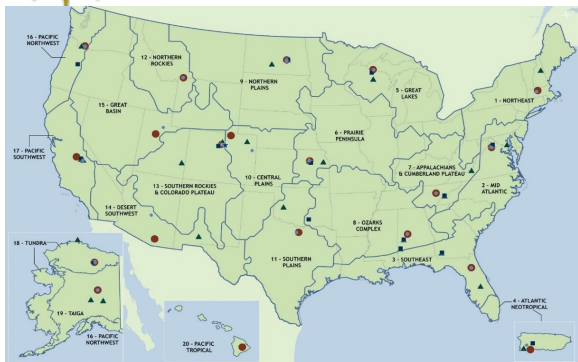 16 - PACIFIC
NORTHWEST
12 - NORTHERN
ROCKIES
9 - NORTHERN
PLAINS
5 - GREAT
LAKES
1 - NORTHEAST
15 - GREAT
BASIN
6 - PRAIRIE
PENINSULA
17 - PACIFIC
SOUTHWEST
7 - APPALACHIANS
& CUMBERLAND PLATEAU
10 - CENTRAL
PLAINS
13 - SOUTHERN ROCKIES
& COLORADO PLATEAU
2 - MID
ATLANTIC
14 - DESERT
SOUTHWEST
8 - OZARKS
COMPLEX
3 - SOUTHEAST
11 - SOUTHERN
PLAINS
18 - TUNDRA
19 - TAIGA
16 - PACIFIC
NORTHWEST
20 - PACIFIC
TROPICAL
4 - ATLANTIC
NEOTROPICAL